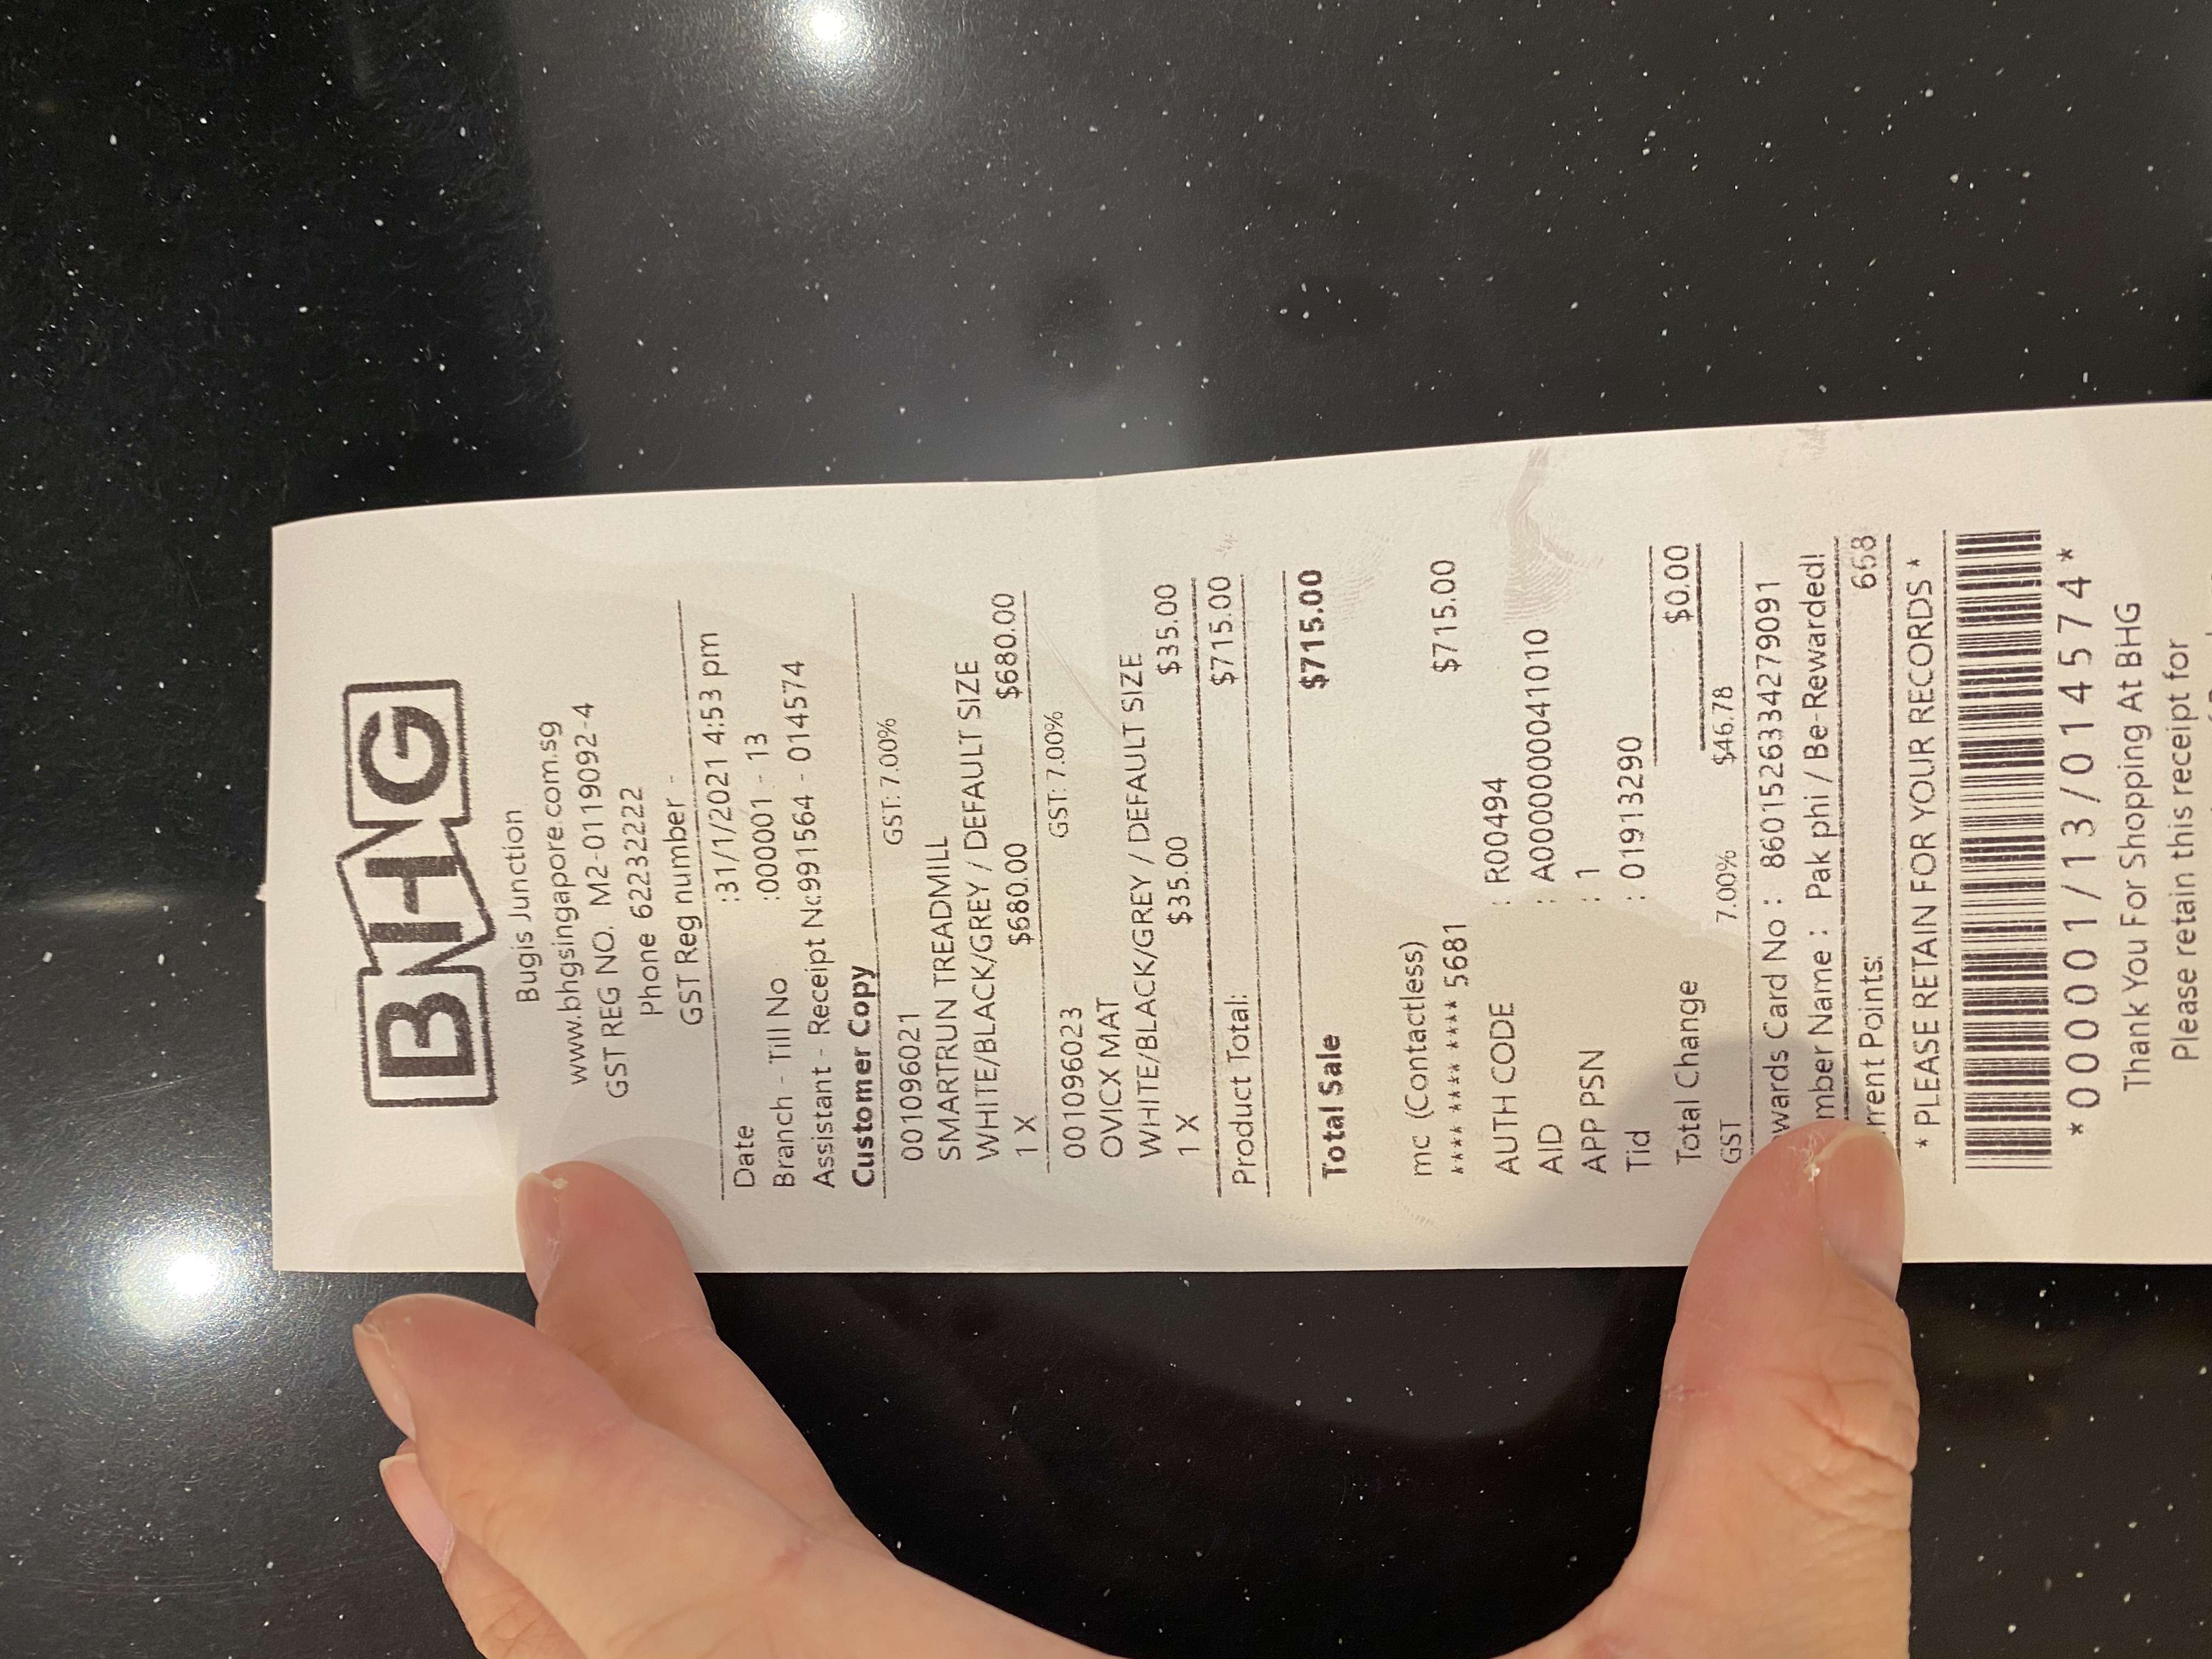 BHG
Bugis Junction
www.bhgsingapore.com.sg
GST REG NO. M2-0119092-4
Phone 62232222
GST Reg number -
Date :31/1/2021 4:53 pm
Branch - Till No :000001 - 13
Assistant - Receipt Nc991564 - 014574
Customer Copy
GST: 7.00%
001096021
SMARTRUN TREADMILL
WHITE/BLACK/GREY / DEFAULT SIZE
1 X $680.00 $680.00
GST: 7.00%
001096023
OVICX MAT
WHITE/BLACK/GREY / DEFAULT SIZE
1 X $35.00 $35.00
Product Total: $715.00
Total Sale $715.00
mc (Contactless) $715.00
**** **** **** 5681
AUTH CODE : R00494
AID : A0000000041010
APP PSN : 1
Tid : 01913290
Total Change $0.00
GST 7.00% $46.78
wards Card No : 8601526334279091
mber Name : Pak phi / Be-Rewarded!
rrent Points: 658
* PLEASE RETAIN FOR YOUR RECORDS *
*000001/13/014574*
Thank You For Shopping At BHG
Please retain this receipt for